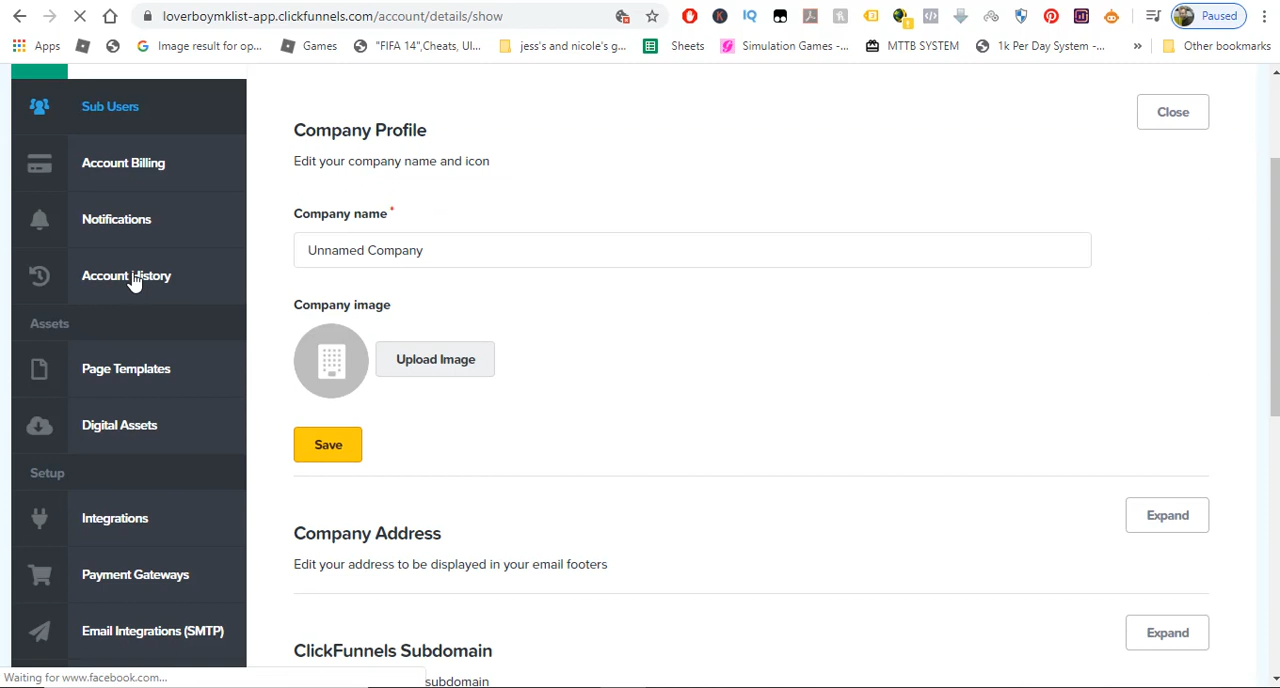 loverbbymklist-app.clickfunnels.com/account/details/show
Paused
Apps
Image result for op...
Games
"FIFA 14",Cheats, Ul...
jess's and nicole's g...
Sheets
Simulation Games -...
MTTB SYSTEM
1k Per Day System -...
»
Other bookmarks
Sub Users
Account Billing
Notifications
Account History
Assets
Page Templates
Digital Assets
Setup
Integrations
Payment Gateways
Email Integrations (SMTP)
Close
Company Profile
Edit your company name and icon
Company name *
Unnamed Company
Company image
Upload Image
Save
Expand
Company Address
Edit your address to be displayed in your email footers
Expand
ClickFunnels Subdomain
subdomain
Waiting for www.facebook.com...